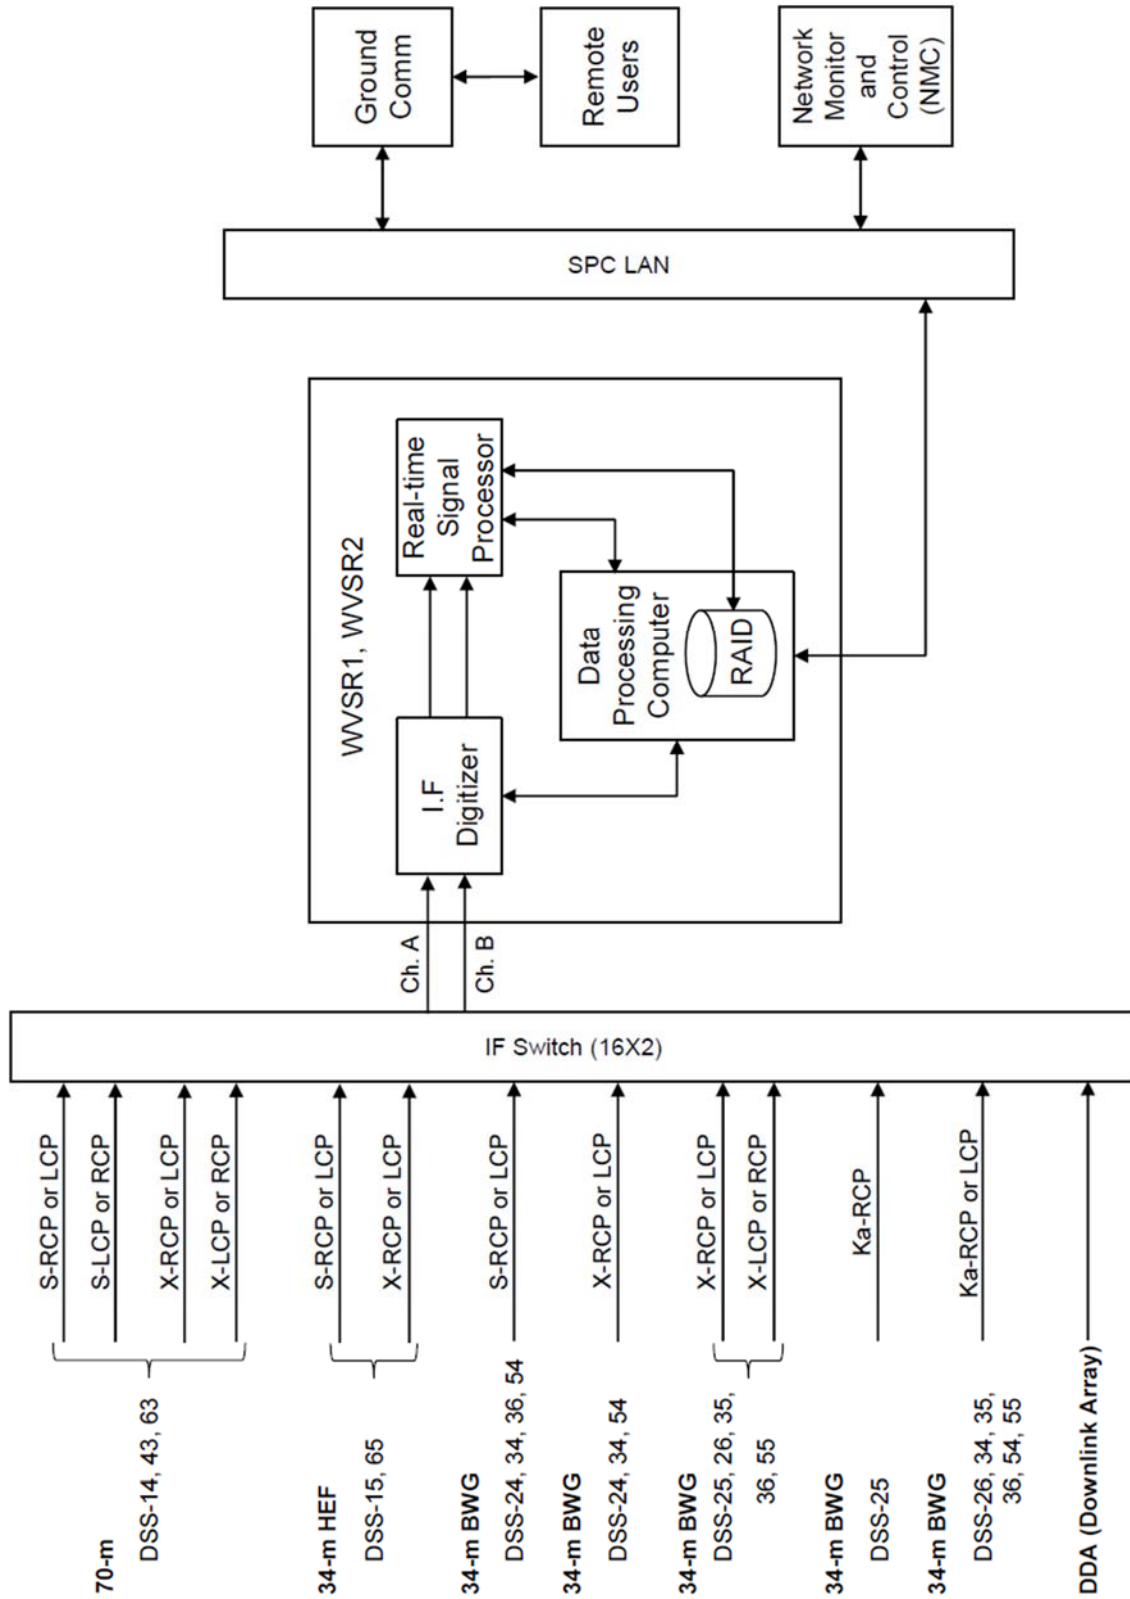 70-m
DSS-14, 43, 63
S-RCP or LCP
S-LCP or RCP
X-RCP or LCP
X-LCP or RCP
34-m HEF
DSS-15, 65
S-RCP or LCP
X-RCP or LCP
34-m BWG
DSS-24, 34, 36, 54
S-RCP or LCP
34-m BWG
DSS-24, 34, 54
X-RCP or LCP
34-m BWG
DSS-25, 26, 35,
36, 55
X-RCP or LCP
X-LCP or RCP
34-m BWG
DSS-25
Ka-RCP
34-m BWG
DSS-26, 34, 35,
36, 54, 55
Ka-RCP or LCP
DDA (Downlink Array)
IF Switch (16X2)
Ch. A
Ch. B
WVSR1, WVSR2
I.F
Digitizer
Real-time
Signal
Processor
Data
Processing
Computer
RAID
SPC LAN
Ground
Comm
Remote
Users
Network
Monitor
and
Control
(NMC)